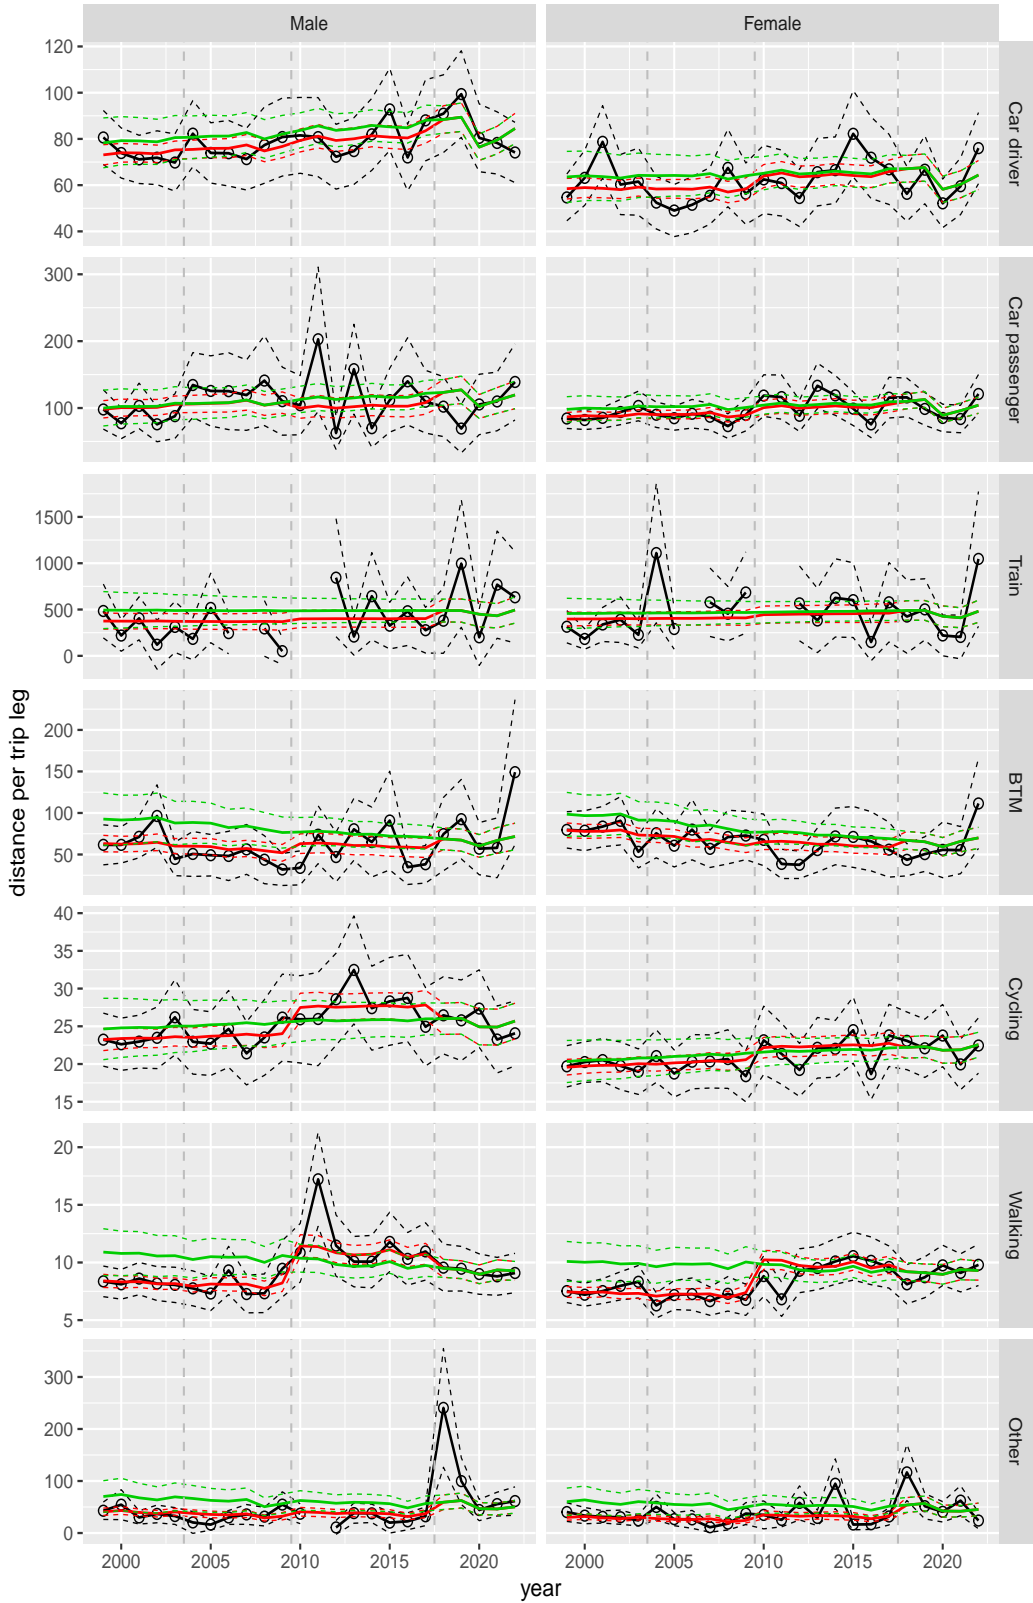 Male Female
120
100
80
60
40
Car driver
300
200
100
Car passenger
1500
1000
500
0
Train
200
150
100
50
BTM
40
35
30
25
20
15
Cycling
20
15
10
5
Walking
300
200
100
0
Other
2000 2005 2010 2015 2020 2000 2005 2010 2015 2020
year
distance per trip leg